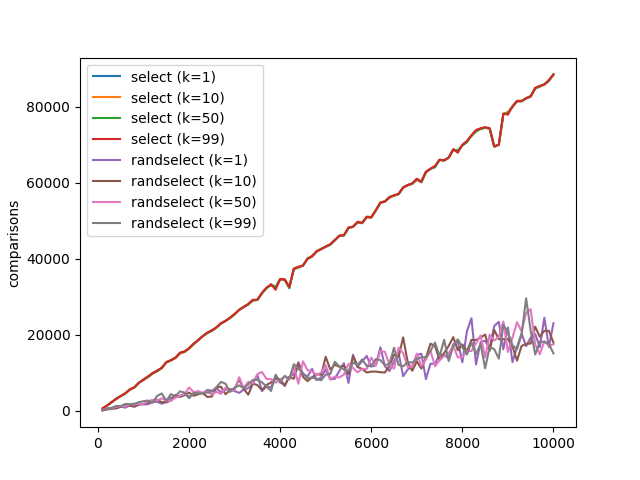 select (k=1)
select (k=10)
select (k=50)
select (k=99)
randselect (k=1)
randselect (k=10)
randselect (k=50)
randselect (k=99)
comparisons
80000
60000
40000
20000
0
0 2000 4000 6000 8000 10000